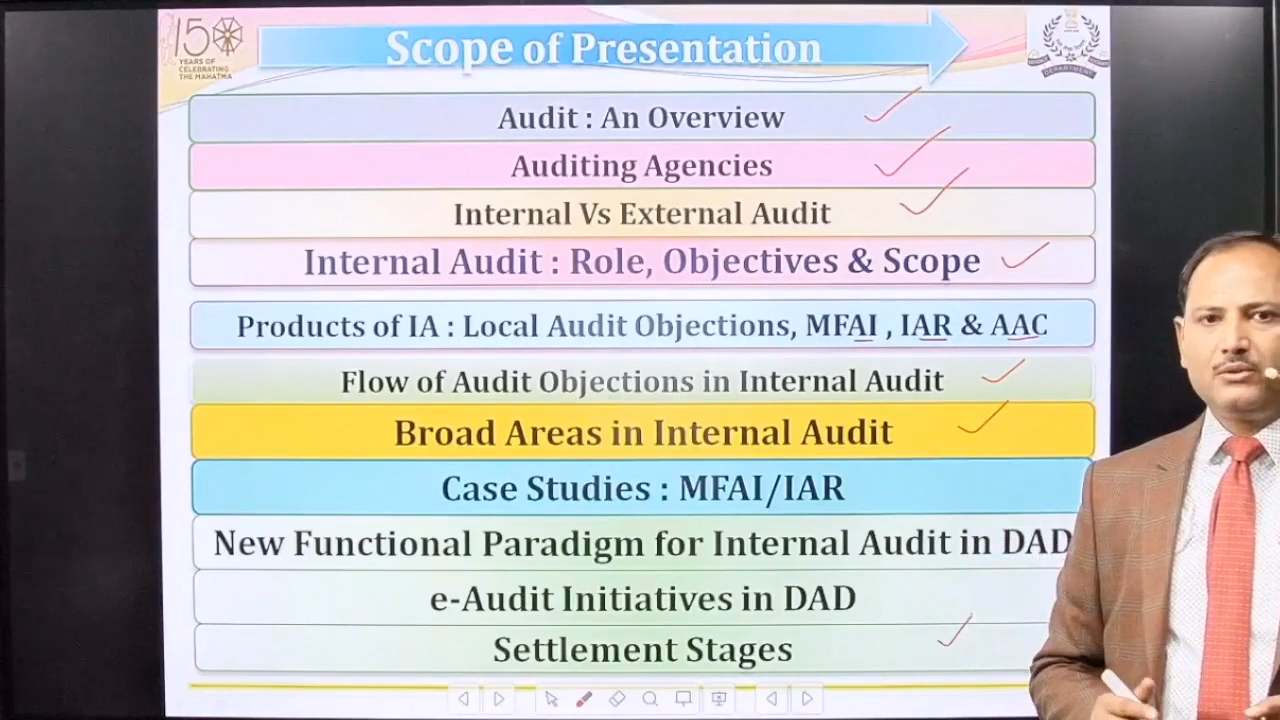 150
YEARS OF
CELEBRATING
THE MAHATMA
Scope of Presentation
DEPARTMENT
Audit : An Overview
Auditing Agencies
Internal Vs External Audit
Internal Audit : Role, Objectives & Scope
Products of IA : Local Audit Objections, MFAI , IAR & AAC
Flow of Audit Objections in Internal Audit
Broad Areas in Internal Audit
Case Studies : MFAI/IAR
New Functional Paradigm for Internal Audit in DAD
e-Audit Initiatives in DAD
Settlement Stages